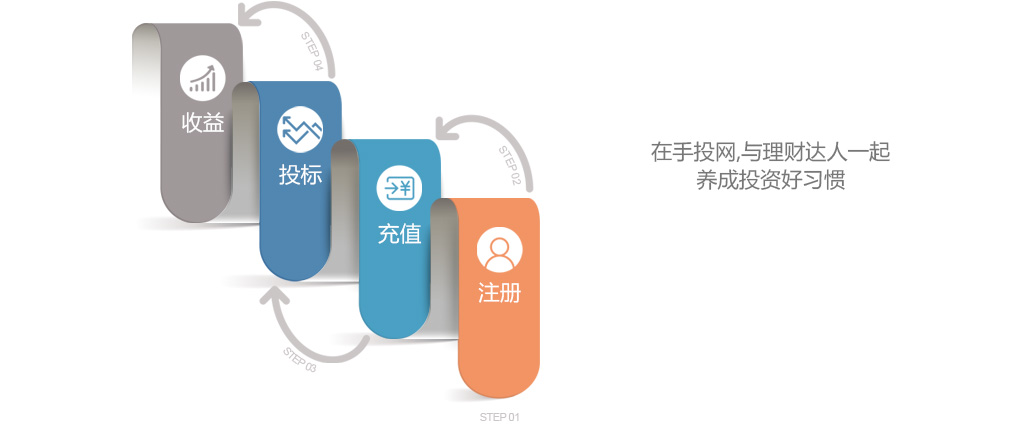 STEP 04
收益
投标
STEP 02
充值
注册
STEP 03
STEP 01
在手投网,与理财达人一起
养成投资好习惯